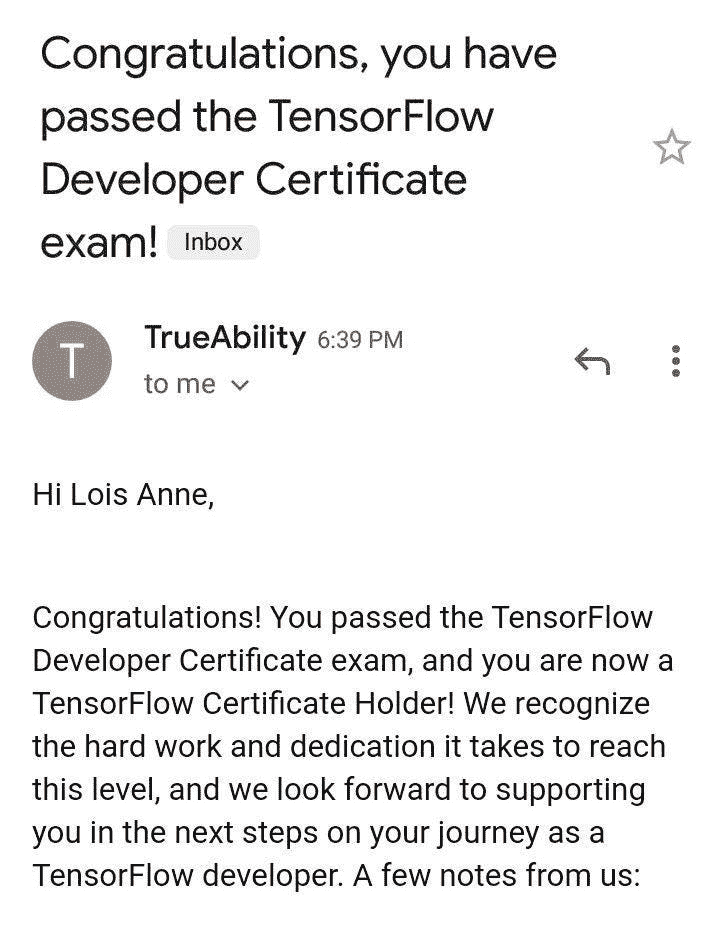 Congratulations, you have
passed the TensorFlow
Developer Certificate
exam! Inbox
T
TrueAbility 6:39 PM
to me
Hi Lois Anne,
Congratulations! You passed the TensorFlow
Developer Certificate exam, and you are now a
TensorFlow Certificate Holder! We recognize
the hard work and dedication it takes to reach
this level, and we look forward to supporting
you in the next steps on your journey as a
TensorFlow developer. A few notes from us: